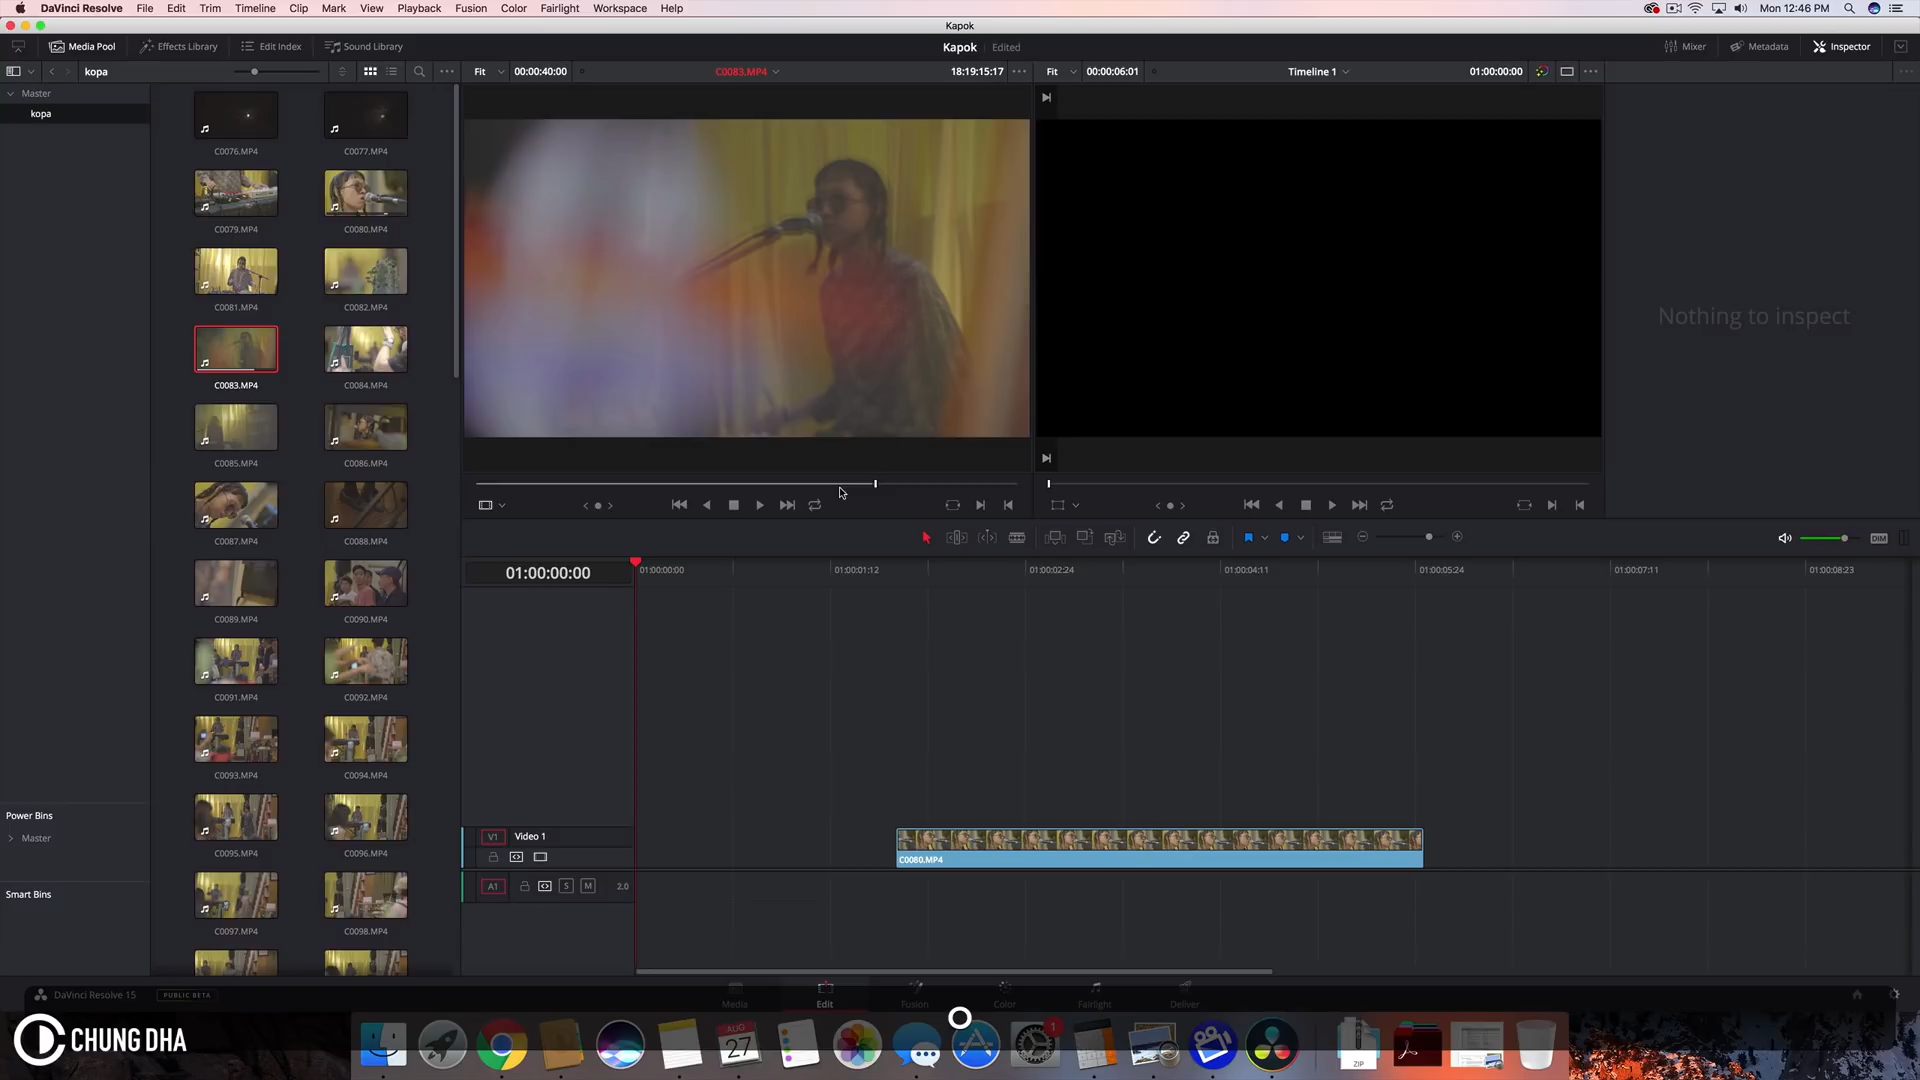 DaVinci Resolve File Edit Trim Timeline Clip Mark View Playback Fusion Color Fairlight Workspace Help Mon 12:46 PM
Kapok
Media Pool Effects Library Edit Index Sound Library Kapok Edited Mixer Metadata Inspector
kopa Fit 00:00:40:00 C0083.MP4 18:19:15:17 Fit 00:00:06:01 Timeline 1 01:00:00:00
Master
kopa
C0076.MP4 C0077.MP4
C0079.MP4 C0080.MP4
C0081.MP4 C0082.MP4
Nothing to inspect
C0083.MP4 C0084.MP4
C0085.MP4 C0086.MP4
C0087.MP4 C0088.MP4
DIM
01:00:00:00 01:00:00:00 01:00:01:12 01:00:02:24 01:00:04:11 01:00:05:24 01:00:07:11 01:00:08:23
C0089.MP4 C0090.MP4
C0091.MP4 C0092.MP4
C0093.MP4 C0094.MP4
Power Bins
Master
V1 Video 1
C0080.MP4
C0095.MP4 C0096.MP4
A1 S M 2.0
Smart Bins
C0097.MP4 C0098.MP4
DaVinci Resolve 15 PUBLIC BETA
Media Edit Fusion Color Fairlight Deliver
CHUNG DHA
AUG
27
1
ZIP